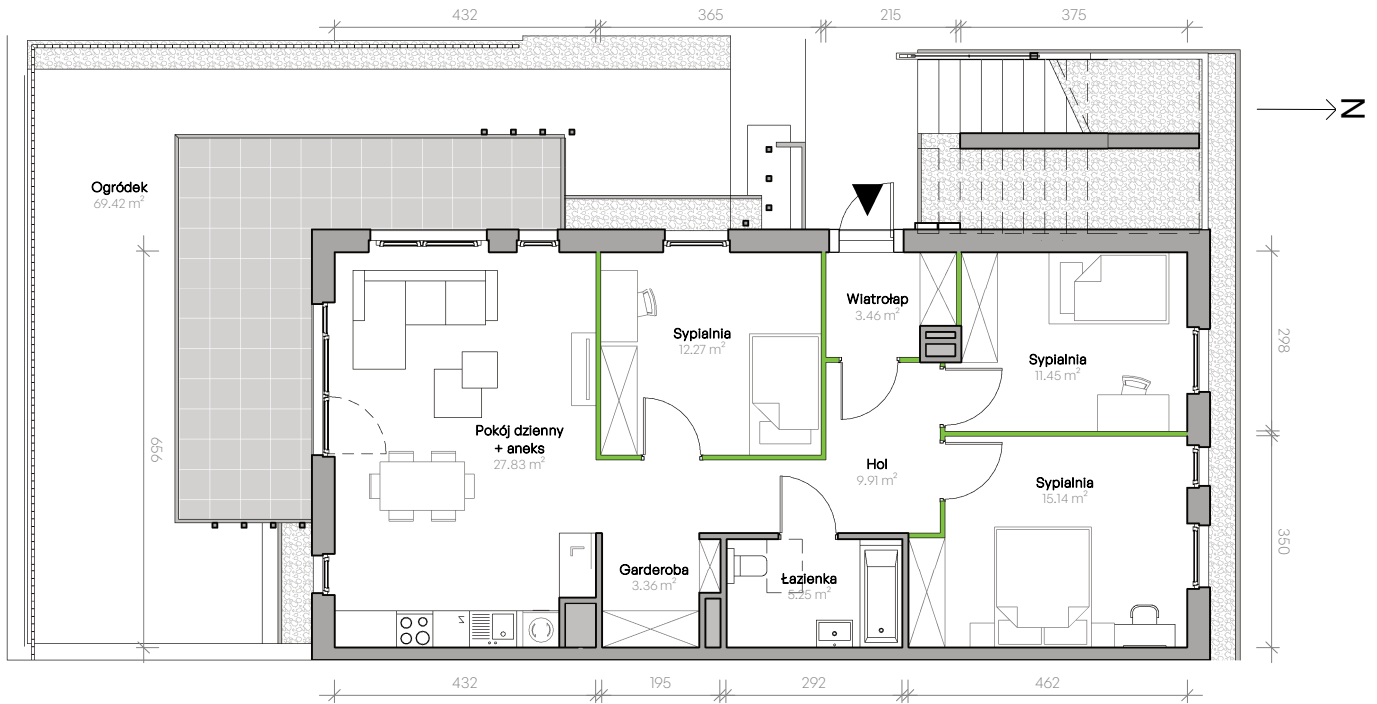 432
365
215
375
N
Ogródek
69.42 m²
Wiatrołap
3.46 m²
Sypialnia
12.27 m²
Sypialnia
11.45 m²
298
Pokój dzienny
+ aneks
27.83 m²
656
Hol
9.91 m²
Sypialnia
15.14 m²
350
Garderoba
3.36 m²
Łazienka
5.25 m²
432
195
292
462